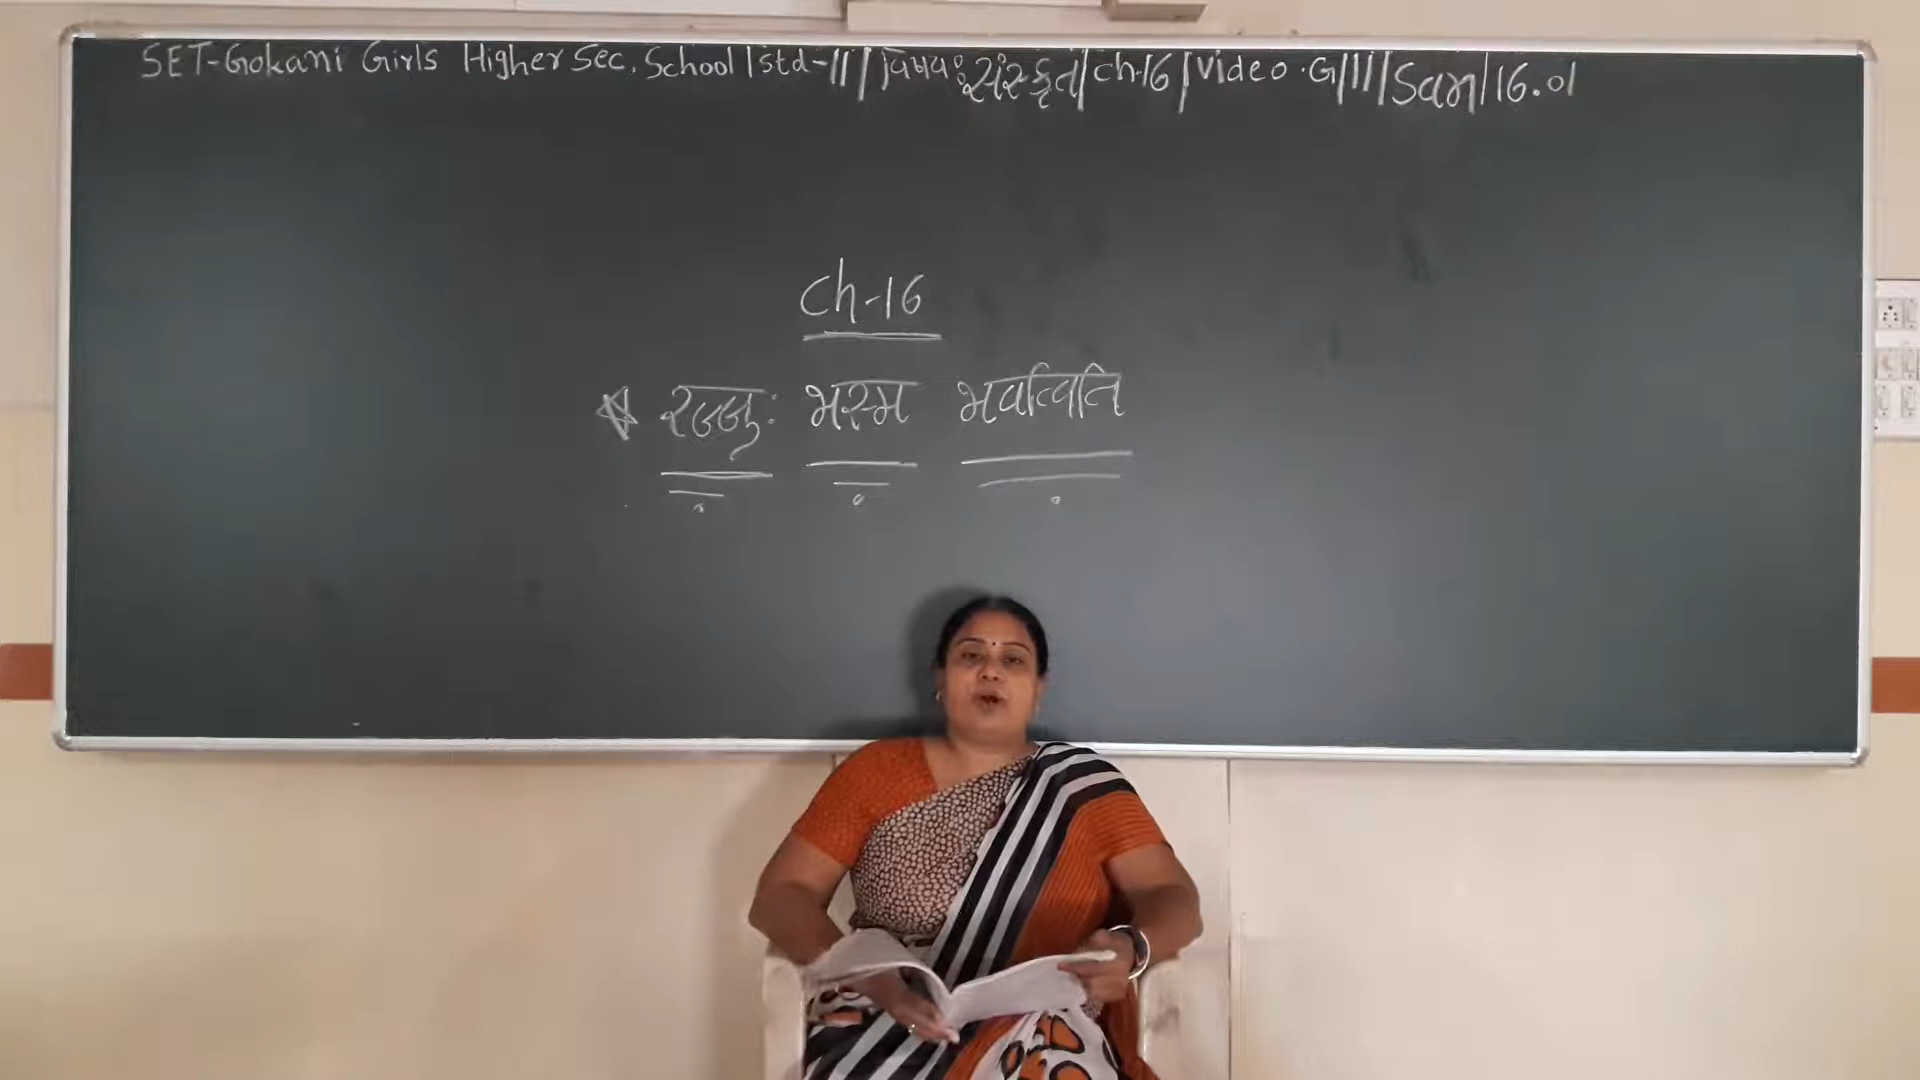 SET-Gokani Girls Higher Sec. School | std-11 / વિષય: સંસ્કૃત / ch-16 / Video.G/11/San/16.01
Ch-16
रज्जुः भस्म भवत्विति